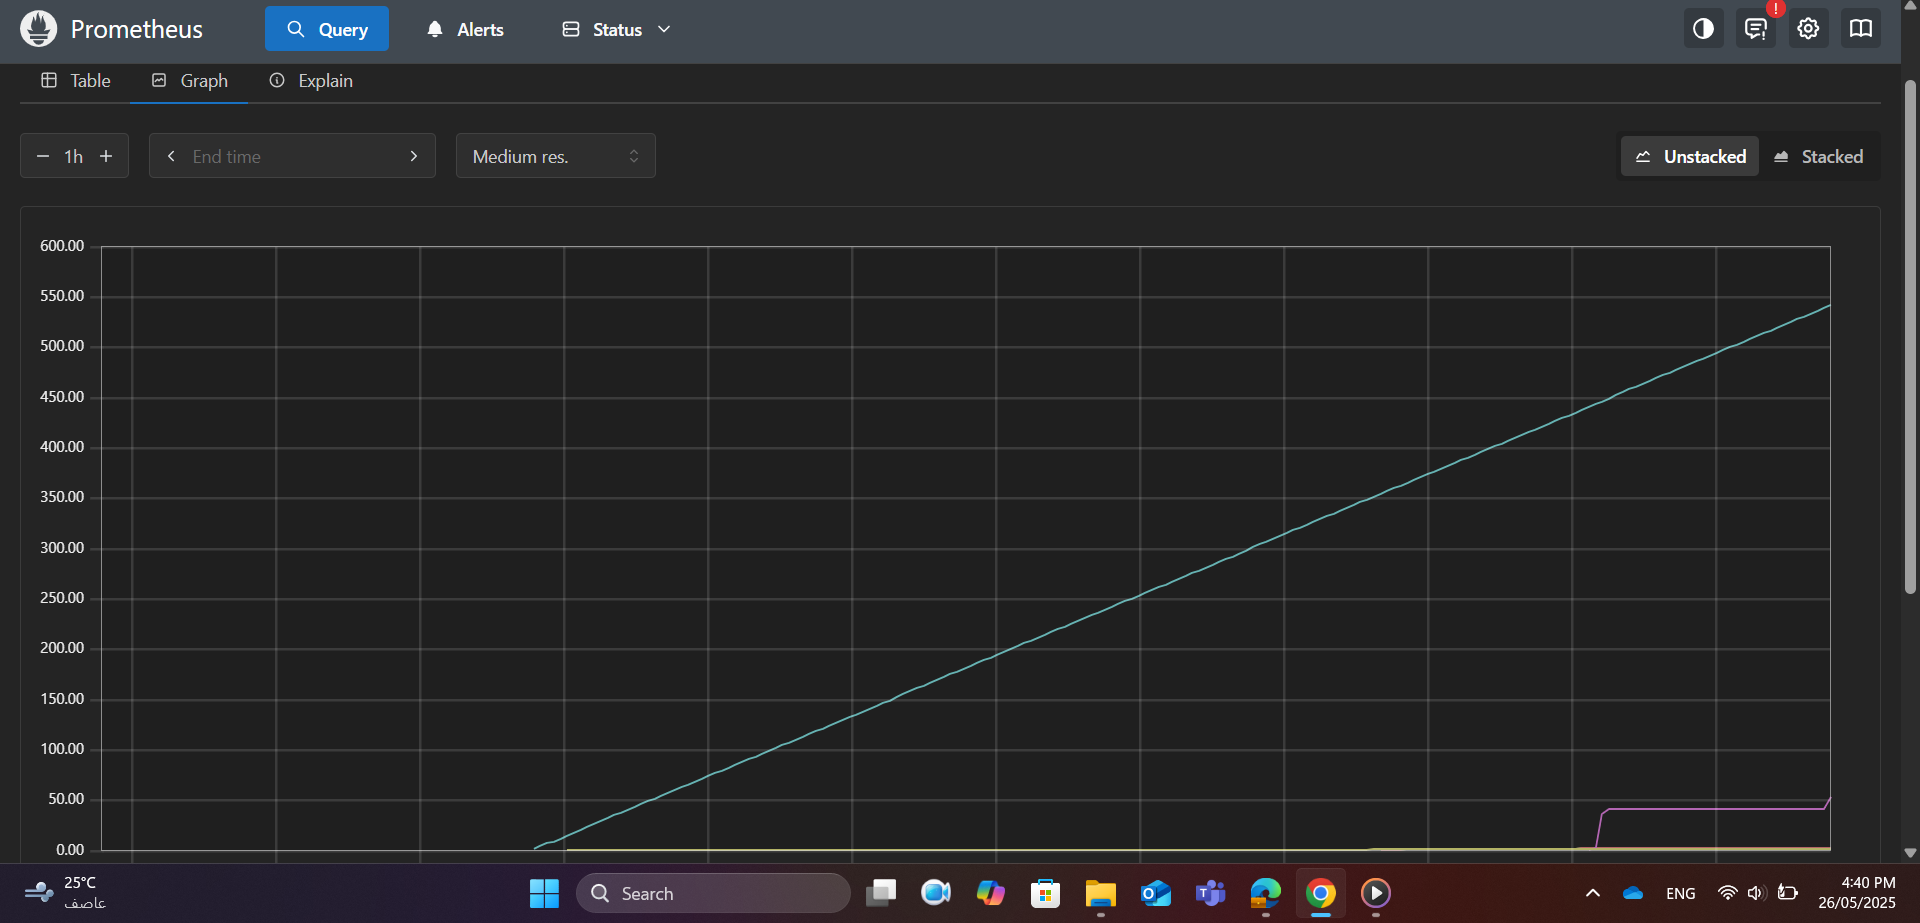 Prometheus
Query
Alerts
Status
!
Table
Graph
Explain
1h
End time
Medium res.
Unstacked
Stacked
600.00
550.00
500.00
450.00
400.00
350.00
300.00
250.00
200.00
150.00
100.00
50.00
0.00
25°C
عاصف
Search
ENG
4:40 PM
26/05/2025